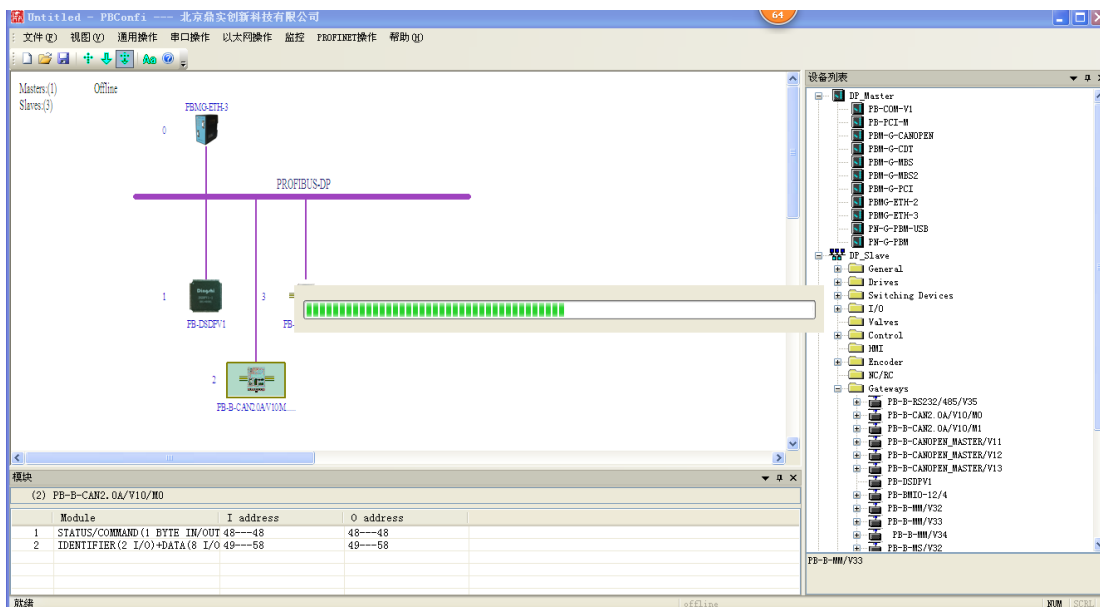 Untitled - PBConfi --- 北京鼎实创新科技有限公司
64
文件(F) 视图(V) 通用操作 串口操作 以太网操作 监控 PROFINET操作 帮助(H)
Aa
Masters:(1) Offline
Slaves:(3)
PBMG-ETH-3
0
PROFIBUS-DP
1
3
PB-DSDPV1
PB-
2
PB-B-CAN2.0A/V10/M.....
模块
(2) PB-B-CAN2.0A/V10/M0
Module I address O address
1 STATUS/COMMAND(1 BYTE IN/OUT 48---48 48---48
2 IDENTIFIER(2 I/O)+DATA(8 I/O 49---58 49---58
设备列表
DP_Master
PB-COM-V1
PB-PCI-M
PBM-G-CANOPEN
PBM-G-CDT
PBM-G-MBS
PBM-G-MBS2
PBM-G-PCI
PBMG-ETH-2
PBMG-ETH-3
PN-G-PBM-USB
PN-G-PBM
DP_Slave
General
Drives
Switching Devices
I/O
Valves
Control
HMI
Encoder
NC/RC
Gateways
PB-B-RS232/485/V35
PB-B-CAN2.0A/V10/M0
PB-B-CAN2.0A/V10/M1
PB-B-CANOPEN_MASTER/V11
PB-B-CANOPEN_MASTER/V12
PB-B-CANOPEN_MASTER/V13
PB-DSDPV1
PB-BMIO-12/4
PB-B-MM/V32
PB-B-MM/V33
PB-B-MM/V34
PB-B-MS/V32
PB-B-MM/V33
就绪 offline NUM SCRL